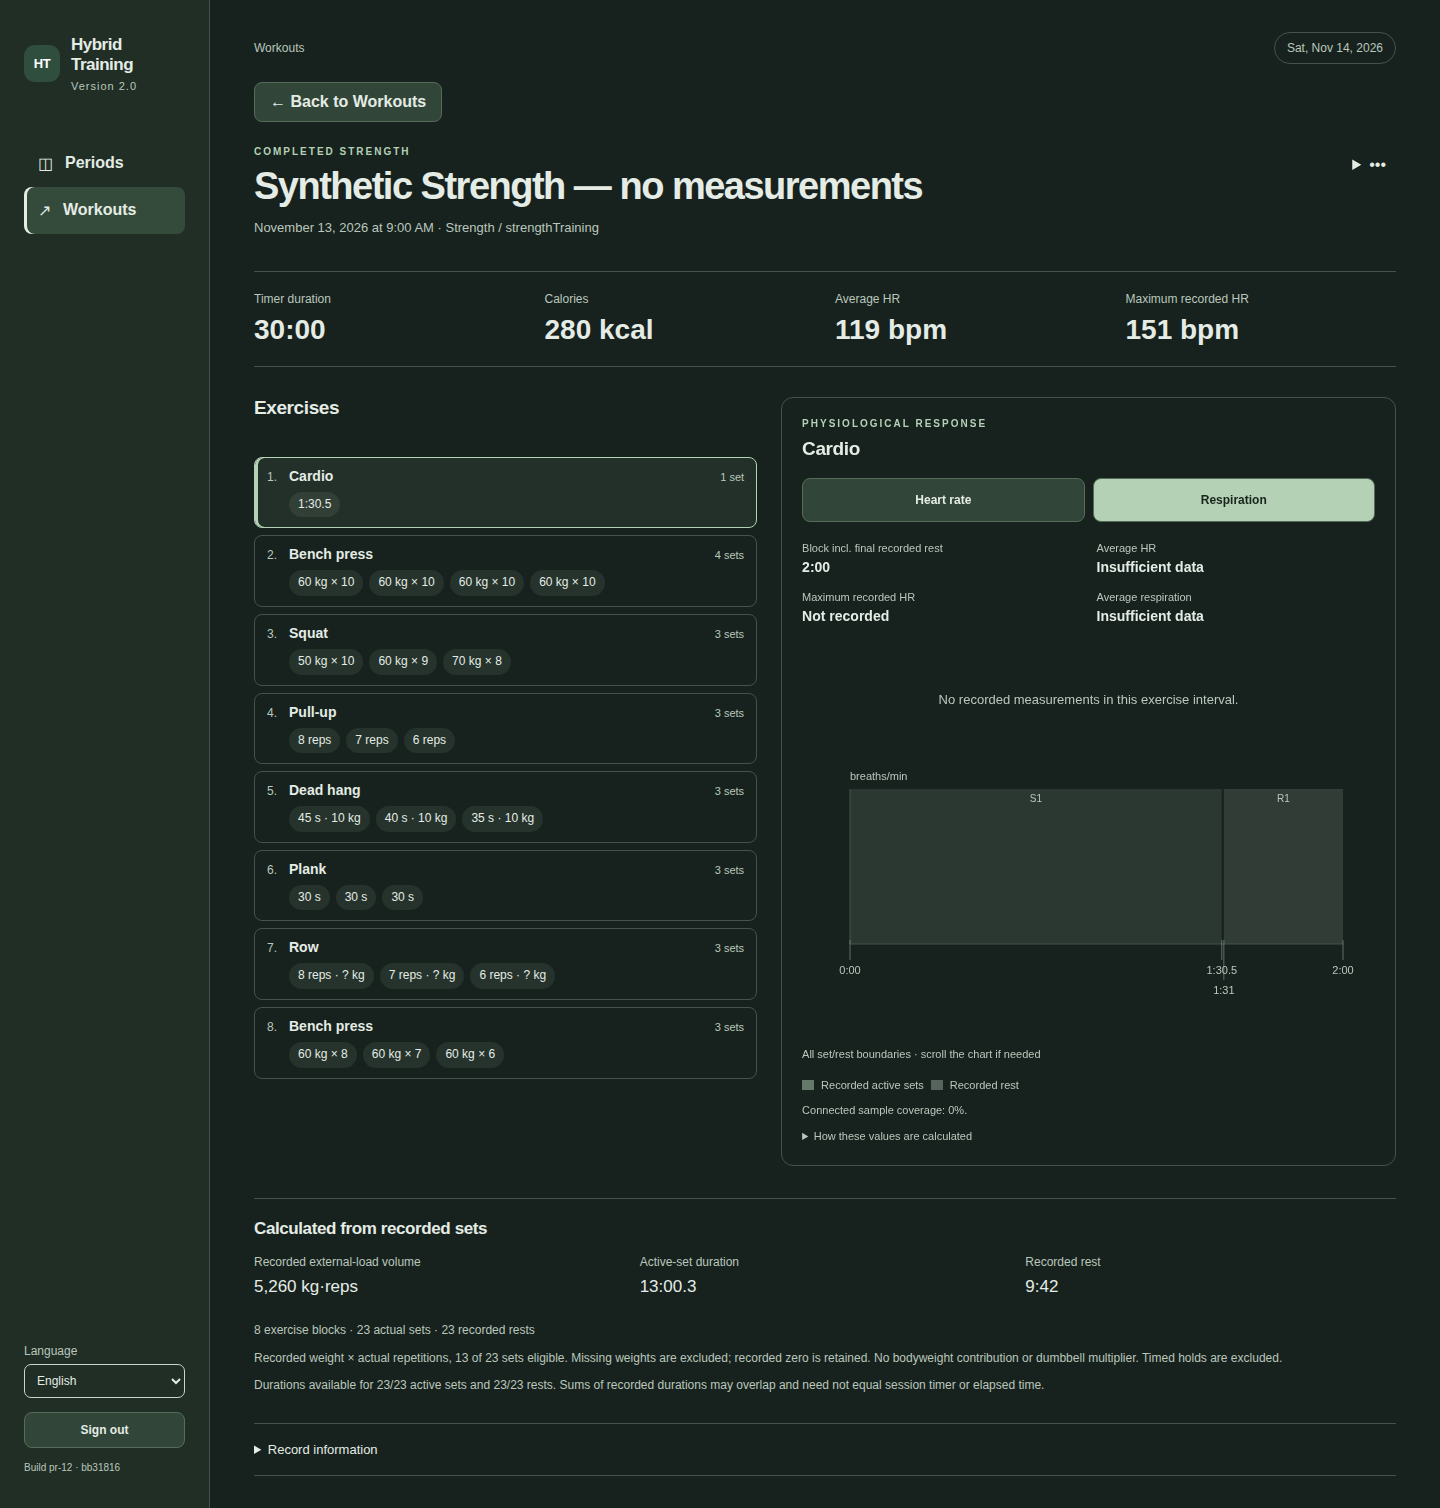 HT
Hybrid
Training
Version 2.0
Periods
Workouts
Language
English
Sign out
Build pr-12 · bb31816
Workouts
Sat, Nov 14, 2026
← Back to Workouts
COMPLETED STRENGTH
Synthetic Strength — no measurements
November 13, 2026 at 9:00 AM · Strength / strengthTraining
Timer duration
30:00
Calories
280 kcal
Average HR
119 bpm
Maximum recorded HR
151 bpm
Exercises
1. Cardio 1 set
1:30.5
2. Bench press 4 sets
60 kg × 10 60 kg × 10 60 kg × 10 60 kg × 10
3. Squat 3 sets
50 kg × 10 60 kg × 9 70 kg × 8
4. Pull-up 3 sets
8 reps 7 reps 6 reps
5. Dead hang 3 sets
45 s · 10 kg 40 s · 10 kg 35 s · 10 kg
6. Plank 3 sets
30 s 30 s 30 s
7. Row 3 sets
8 reps · ? kg 7 reps · ? kg 6 reps · ? kg
8. Bench press 3 sets
60 kg × 8 60 kg × 7 60 kg × 6
PHYSIOLOGICAL RESPONSE
Cardio
Heart rate Respiration
Block incl. final recorded rest
2:00
Average HR
Insufficient data
Maximum recorded HR
Not recorded
Average respiration
Insufficient data
No recorded measurements in this exercise interval.
breaths/min
S1 R1
0:00 1:30.5 2:00
1:31
All set/rest boundaries · scroll the chart if needed
Recorded active sets Recorded rest
Connected sample coverage: 0%.
How these values are calculated
Calculated from recorded sets
Recorded external-load volume
5,260 kg·reps
Active-set duration
13:00.3
Recorded rest
9:42
8 exercise blocks · 23 actual sets · 23 recorded rests
Recorded weight × actual repetitions, 13 of 23 sets eligible. Missing weights are excluded; recorded zero is retained. No bodyweight contribution or dumbbell multiplier. Timed holds are excluded.
Durations available for 23/23 active sets and 23/23 rests. Sums of recorded durations may overlap and need not equal session timer or elapsed time.
Record information